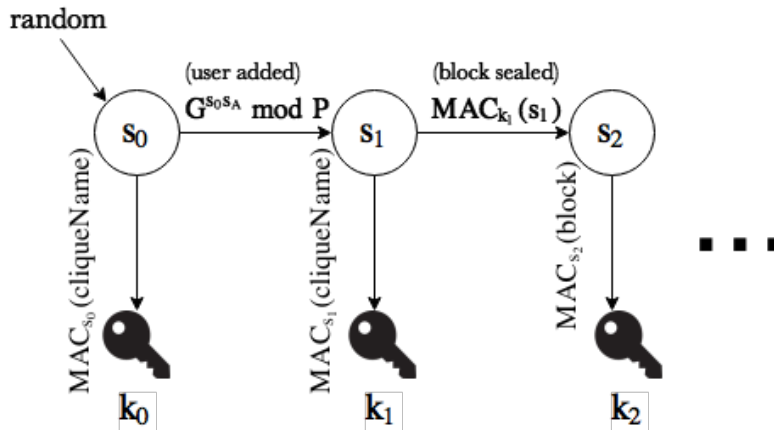 random
(user added)
G^{s₀s_A} mod P
(block sealed)
MAC_{k₁}(s₁)
s₀
s₁
s₂
MAC_{s₀}(cliqueName)
MAC_{s₁}(cliqueName)
MAC_{s₂}(block)
k₀
k₁
k₂